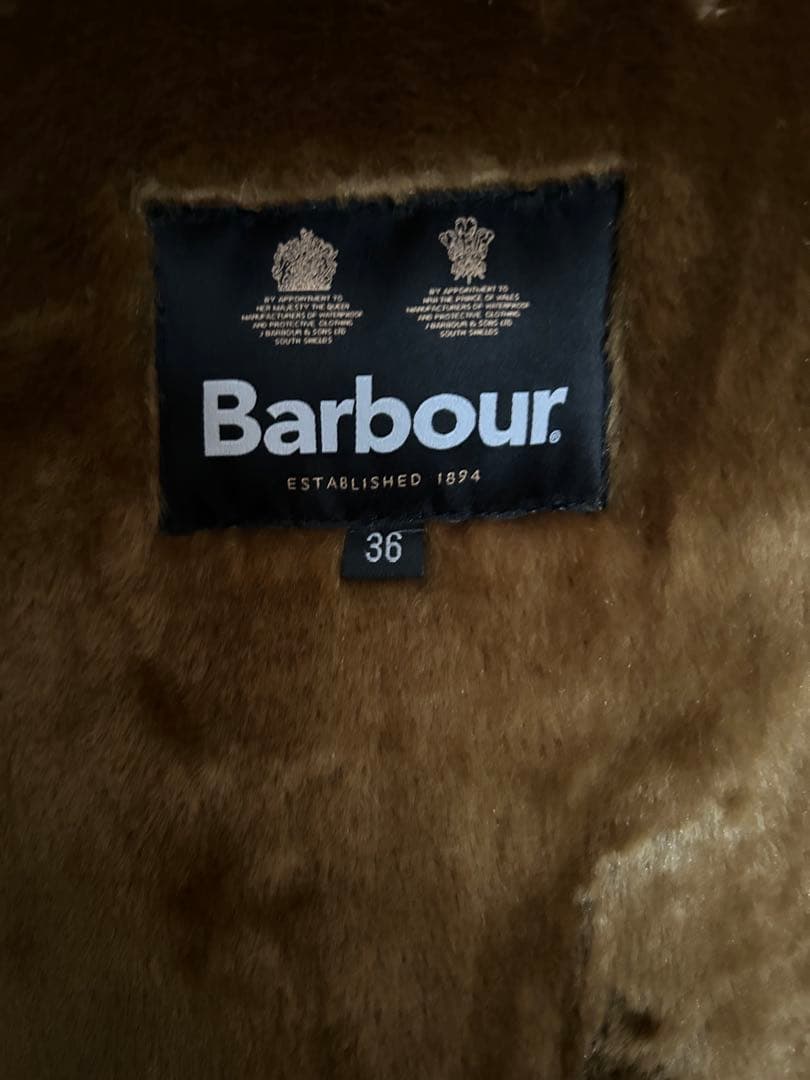 BY APPOINTMENT TO
HER MAJESTY THE QUEEN
MANUFACTURERS OF WATERPROOF
AND PROTECTIVE CLOTHING
J BARBOUR & SONS LTD
SOUTH SHIELDS
BY APPOINTMENT TO
HRH THE PRINCE OF WALES
MANUFACTURERS OF WATERPROOF
AND PROTECTIVE CLOTHING
J BARBOUR & SONS LTD
SOUTH SHIELDS
Barbour®
ESTABLISHED 1894
36